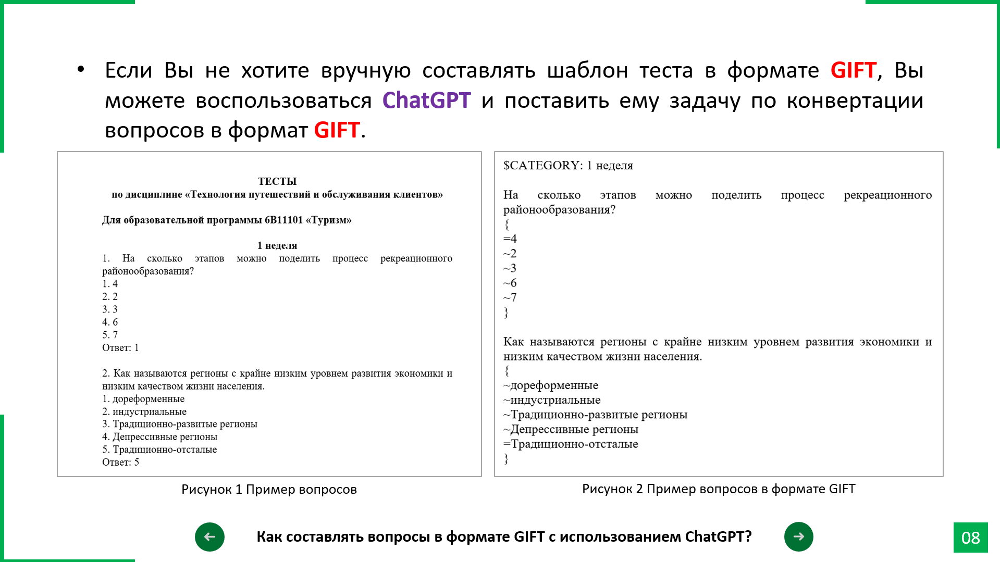 • Если Вы не хотите вручную составлять шаблон теста в формате GIFT, Вы
можете воспользоваться ChatGPT и поставить ему задачу по конвертации
вопросов в формат GIFT.
ТЕСТЫ
по дисциплине «Технология путешествий и обслуживания клиентов»
Для образовательной программы 6В11101 «Туризм»
1 неделя
1. На сколько этапов можно поделить процесс рекреационного
районообразования?
1. 4
2. 2
3. 3
4. 6
5. 7
Ответ: 1
2. Как называются регионы с крайне низким уровнем развития экономики и
низким качеством жизни населения.
1. дореформенные
2. индустриальные
3. Традиционно-развитые регионы
4. Депрессивные регионы
5. Традиционно-отсталые
Ответ: 5
Рисунок 1 Пример вопросов
$CATEGORY: 1 неделя
На сколько этапов можно поделить процесс рекреационного
районообразования?
{
=4
~2
~3
~6
~7
}
Как называются регионы с крайне низким уровнем развития экономики и
низким качеством жизни населения.
{
~дореформенные
~индустриальные
~Традиционно-развитые регионы
~Депрессивные регионы
=Традиционно-отсталые
}
Рисунок 2 Пример вопросов в формате GIFT
Как составлять вопросы в формате GIFT с использованием ChatGPT?
08